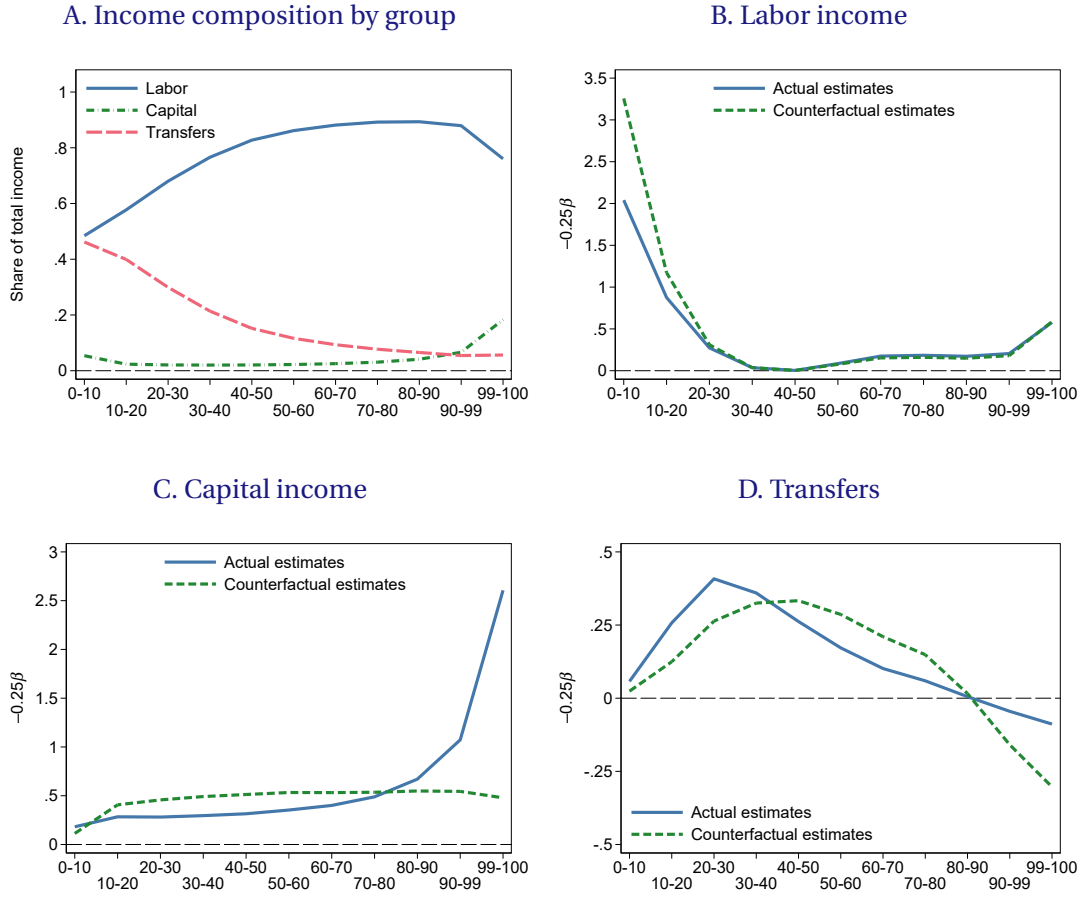 A. Income composition by group
Share of total income
1
.8
.6
.4
.2
0
Labor
Capital
Transfers
0-10 20-30 40-50 60-70 80-90 99-100
10-20 30-40 50-60 70-80 90-99
B. Labor income
−0.25β
3.5
3
2.5
2
1.5
1
.5
0
Actual estimates
Counterfactual estimates
0-10 20-30 40-50 60-70 80-90 99-100
10-20 30-40 50-60 70-80 90-99
C. Capital income
−0.25β
3
2.5
2
1.5
1
.5
0
Actual estimates
Counterfactual estimates
0-10 20-30 40-50 60-70 80-90 99-100
10-20 30-40 50-60 70-80 90-99
D. Transfers
−0.25β
.5
.25
0
-.25
-.5
Actual estimates
Counterfactual estimates
0-10 20-30 40-50 60-70 80-90 99-100
10-20 30-40 50-60 70-80 90-99